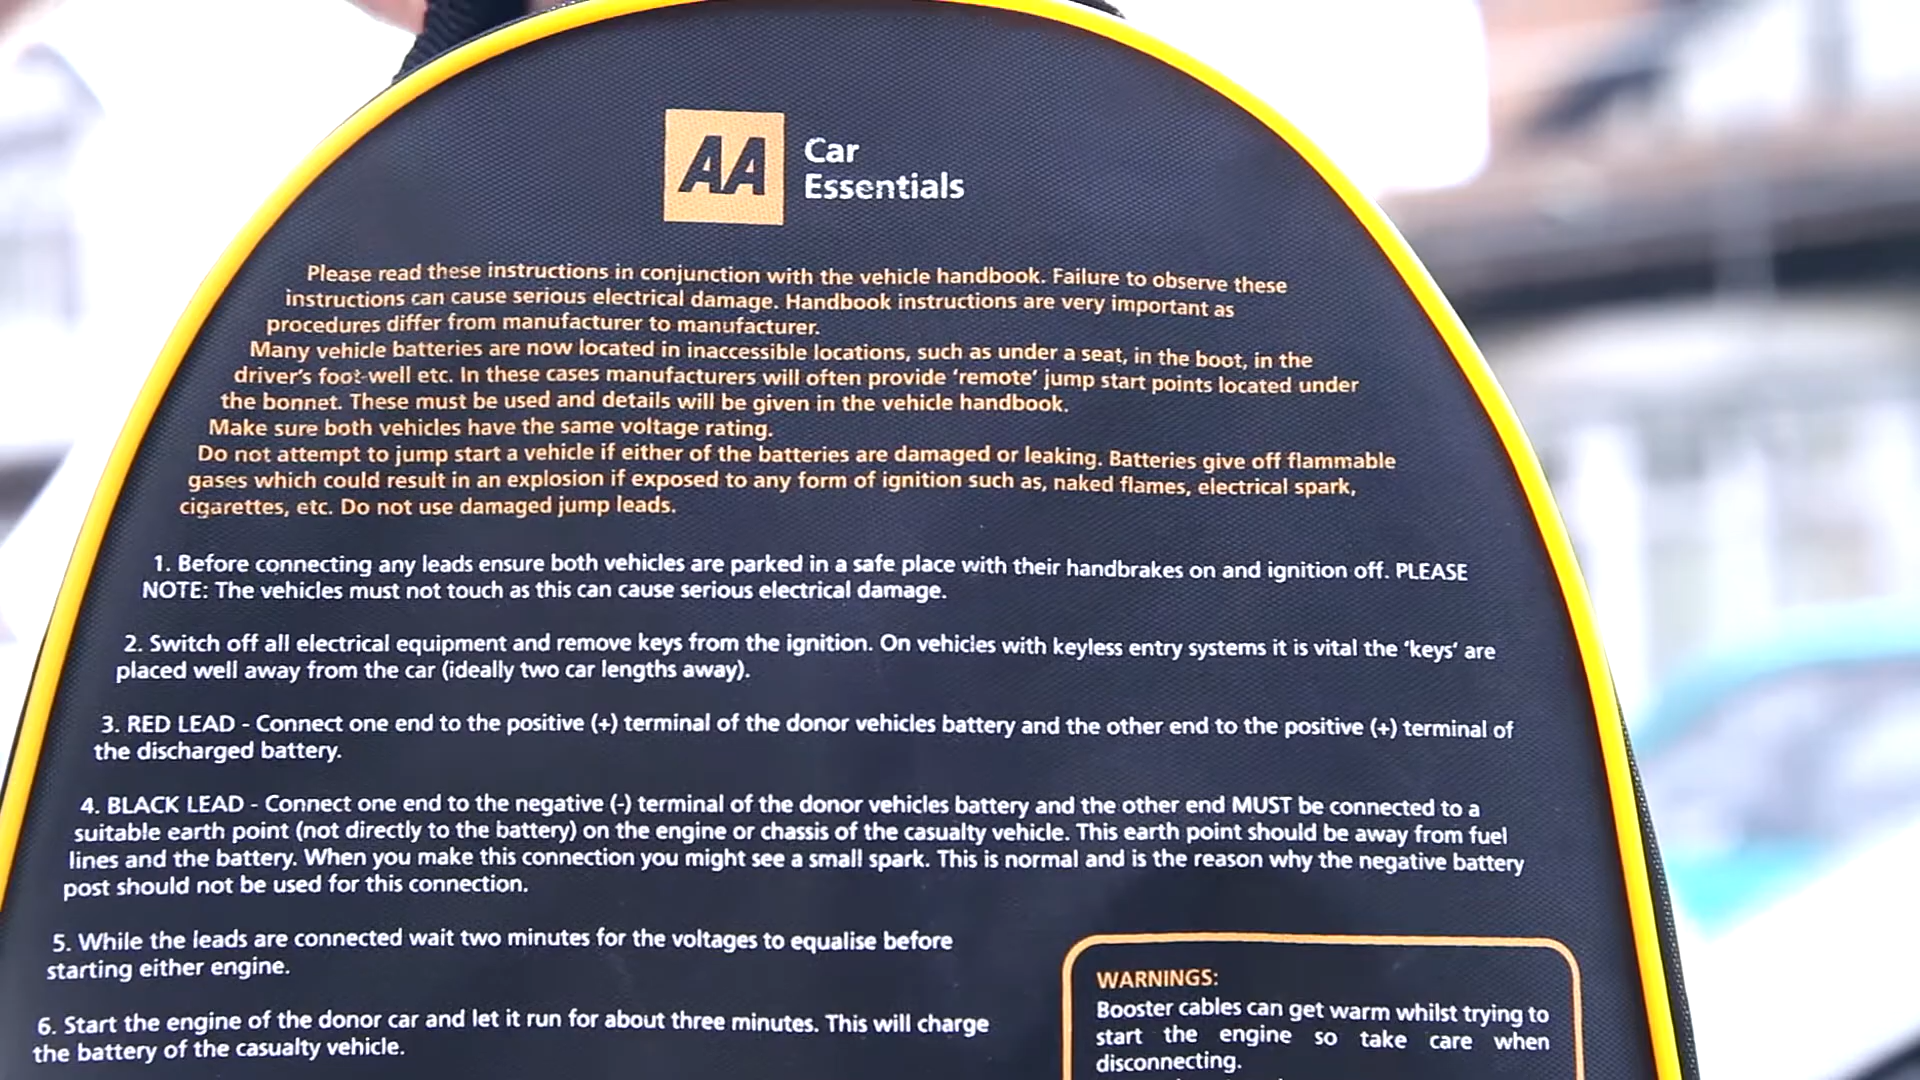 AA
Car
Essentials
Please read these instructions in conjunction with the vehicle handbook. Failure to observe these
instructions can cause serious electrical damage. Handbook instructions are very important as
procedures differ from manufacturer to manufacturer.
Many vehicle batteries are now located in inaccessible locations, such as under a seat, in the boot, in the
driver's foot-well etc. In these cases manufacturers will often provide 'remote' jump start points located under
the bonnet. These must be used and details will be given in the vehicle handbook.
Make sure both vehicles have the same voltage rating.
Do not attempt to jump start a vehicle if either of the batteries are damaged or leaking. Batteries give off flammable
gases which could result in an explosion if exposed to any form of ignition such as, naked flames, electrical spark,
cigarettes, etc. Do not use damaged jump leads.
1. Before connecting any leads ensure both vehicles are parked in a safe place with their handbrakes on and ignition off. PLEASE
NOTE: The vehicles must not touch as this can cause serious electrical damage.
2. Switch off all electrical equipment and remove keys from the ignition. On vehicles with keyless entry systems it is vital the 'keys' are
placed well away from the car (ideally two car lengths away).
3. RED LEAD - Connect one end to the positive (+) terminal of the donor vehicles battery and the other end to the positive (+) terminal of
the discharged battery.
4. BLACK LEAD - Connect one end to the negative (-) terminal of the donor vehicles battery and the other end MUST be connected to a
suitable earth point (not directly to the battery) on the engine or chassis of the casualty vehicle. This earth point should be away from fuel
lines and the battery. When you make this connection you might see a small spark. This is normal and is the reason why the negative battery
post should not be used for this connection.
5. While the leads are connected wait two minutes for the voltages to equalise before
starting either engine.
6. Start the engine of the donor car and let it run for about three minutes. This will charge
the battery of the casualty vehicle.
WARNINGS:
Booster cables can get warm whilst trying to
start the engine so take care when
disconnecting.